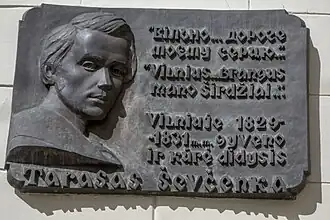 "Вільно... дороге
моєму серцю..."
"Vilnius... Brangus
mano širdžiai..."
Vilniuje 1829-
-1831... gyveno
ir kūrė didysis
Tarasas Ševčenka